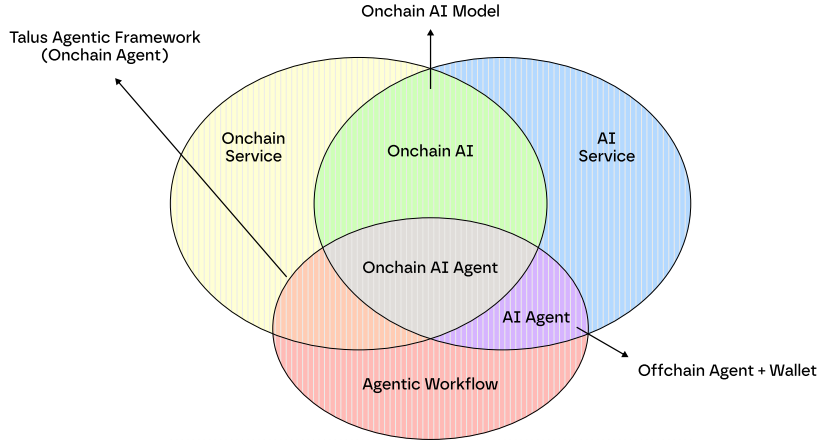 Onchain AI Model
Talus Agentic Framework
(Onchain Agent)
Onchain
Service
Onchain AI
AI
Service
Onchain AI Agent
AI Agent
Offchain Agent + Wallet
Agentic Workflow